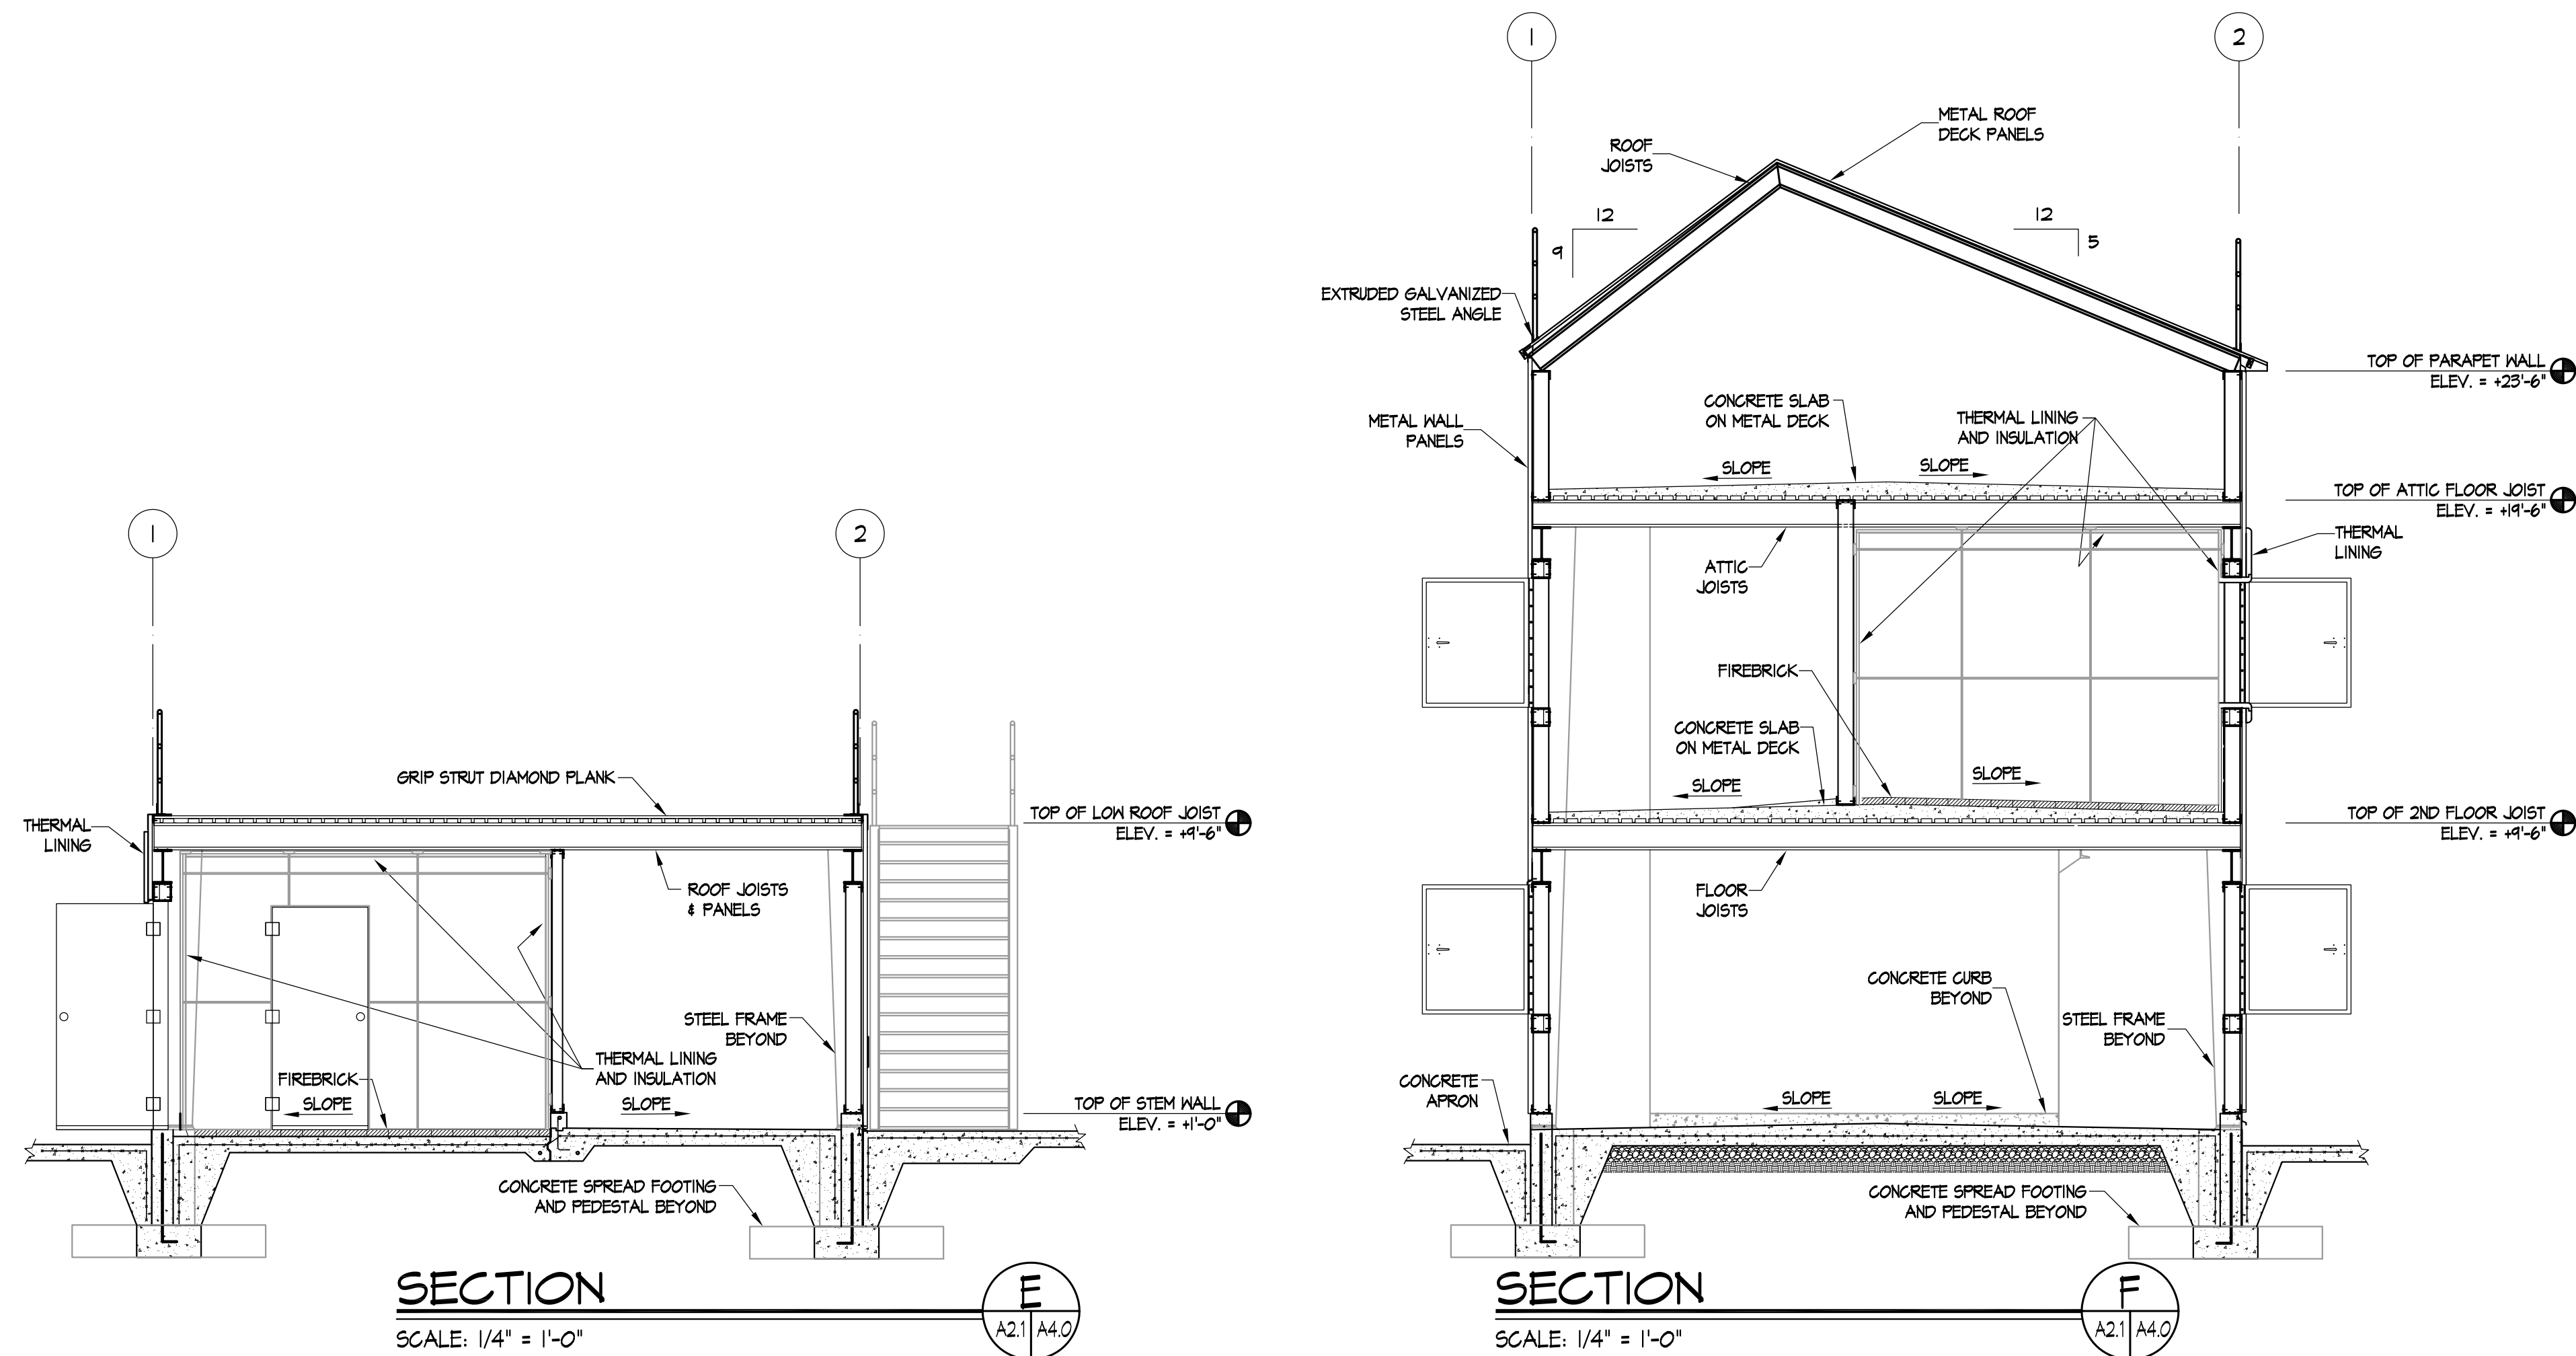 1
2
THERMAL
LINING
GRIP STRUT DIAMOND PLANK
TOP OF LOW ROOF JOIST
ELEV. = +9'-6"
ROOF JOISTS
& PANELS
STEEL FRAME
BEYOND
THERMAL LINING
AND INSULATION
FIREBRICK
SLOPE
SLOPE
TOP OF STEM WALL
ELEV. = +1'-0"
CONCRETE SPREAD FOOTING
AND PEDESTAL BEYOND
SECTION
SCALE: 1/4" = 1'-0"
E
A2.1 A4.0
1
2
METAL ROOF
DECK PANELS
ROOF
JOISTS
12
9
12
5
EXTRUDED GALVANIZED
STEEL ANGLE
TOP OF PARAPET WALL
ELEV. = +23'-6"
CONCRETE SLAB
ON METAL DECK
THERMAL LINING
AND INSULATION
METAL WALL
PANELS
SLOPE
SLOPE
TOP OF ATTIC FLOOR JOIST
ELEV. = +19'-6"
THERMAL
LINING
ATTIC
JOISTS
FIREBRICK
CONCRETE SLAB
ON METAL DECK
SLOPE
SLOPE
TOP OF 2ND FLOOR JOIST
ELEV. = +9'-6"
FLOOR
JOISTS
CONCRETE CURB
BEYOND
STEEL FRAME
BEYOND
CONCRETE
APRON
SLOPE
SLOPE
CONCRETE SPREAD FOOTING
AND PEDESTAL BEYOND
SECTION
SCALE: 1/4" = 1'-0"
F
A2.1 A4.0